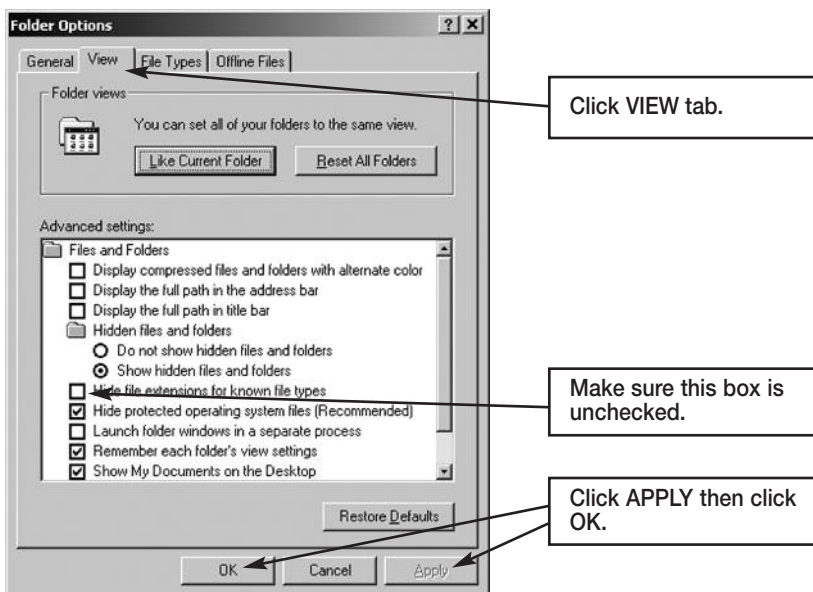 Folder Options
General View File Types Offline Files
Click VIEW tab.
Folder views
You can set all of your folders to the same view.
Like Current Folder Reset All Folders
Advanced settings:
Files and Folders
Display compressed files and folders with alternate color
Display the full path in the address bar
Display the full path in title bar
Hidden files and folders
Do not show hidden files and folders
Show hidden files and folders
Hide file extensions for known file types
Make sure this box is
unchecked.
Hide protected operating system files (Recommended)
Launch folder windows in a separate process
Remember each folder's view settings
Show My Documents on the Desktop
Click APPLY then click
OK.
Restore Defaults
OK Cancel Apply